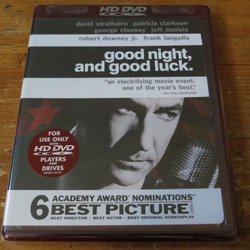 HD DVD
david strathairn patricia clarkson
george clooney jeff daniels
robert downey jr. frank langella
good night,
and good luck.
"an electrifying movie event.
one of the year's best."
FOR USE
ONLY
WITH
HD DVD
PLAYERS
AND
DRIVES
6 ACADEMY AWARD NOMINATIONS
BEST PICTURE
BEST DIRECTOR · BEST ACTOR · BEST ORIGINAL SCREENPLAY